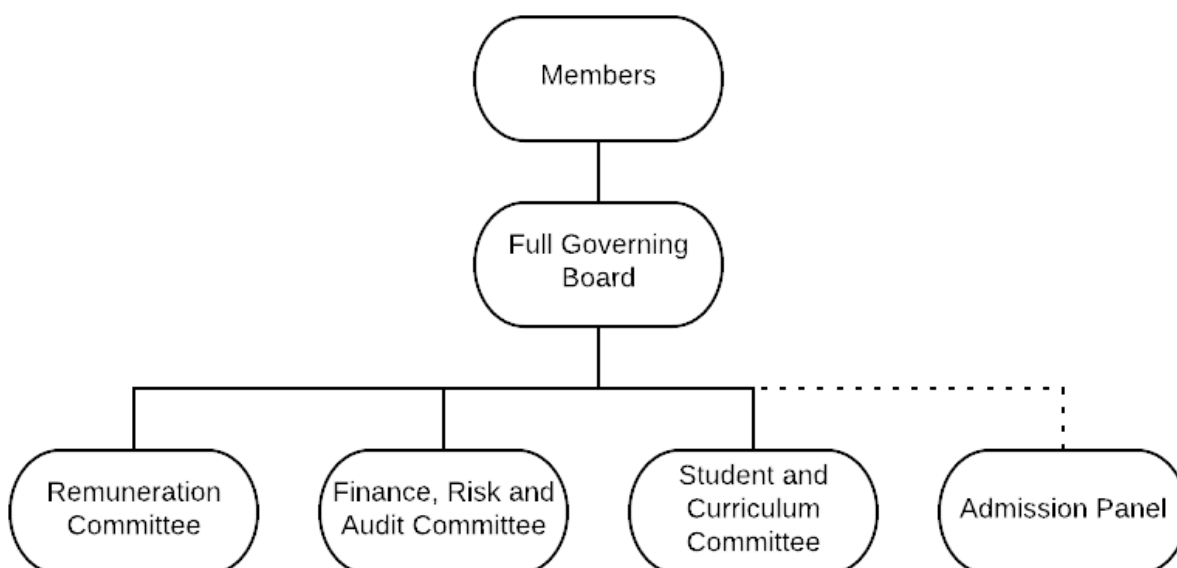 Members
Full Governing
Board
Remuneration
Committee
Finance, Risk and
Audit Committee
Student and
Curriculum
Committee
Admission Panel